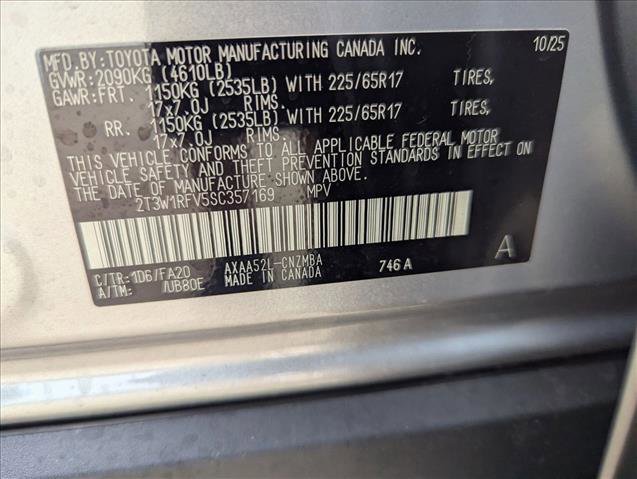 MFD.BY:TOYOTA MOTOR MANUFACTURING CANADA INC. 10/25
GVWR:2090KG (4610LB)
GAWR:FRT. 1150KG (2535LB) WITH 225/65R17 TIRES,
17x7.0J RIMS.
RR. 1150KG (2535LB) WITH 225/65R17 TIRES,
17x7.0J RIMS.
THIS VEHICLE CONFORMS TO ALL APPLICABLE FEDERAL MOTOR
VEHICLE SAFETY AND THEFT PREVENTION STANDARDS IN EFFECT ON
THE DATE OF MANUFACTURE SHOWN ABOVE.
2T3W1RFV5SC357169 MPV
C/TR:1D6/FA20 AXAA52L-CNZMBA 746A A
A/TM: /UB80E MADE IN CANADA